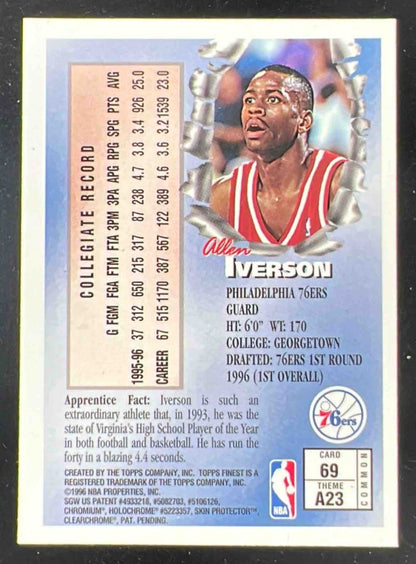 COLLEGIATE RECORD
G FGM FGA FTM FTA 3PM 3PA APG RPG SPG PTS AVG
1995-96 37 312 650 215 317 87 238 4.7 3.8 3.4 926 25.0
CAREER 67 515 1170 387 567 122 389 4.6 3.6 3.2 1539 23.0
Allen
IVERSON
PHILADELPHIA 76ERS
GUARD
HT: 6'0" WT: 170
COLLEGE: GEORGETOWN
DRAFTED: 76ERS 1ST ROUND
1996 (1ST OVERALL)
Apprentice Fact: Iverson is such an
extraordinary athlete that, in 1993, he was the
state of Virginia's High School Player of the Year
in both football and basketball. He has run the
forty in a blazing 4.4 seconds.
CREATED BY THE TOPPS COMPANY, INC. TOPPS FINEST IS A
REGISTERED TRADEMARK OF THE TOPPS COMPANY, INC.
©1996 NBA PROPERTIES, INC.
SGW US PATENT #4933218, #5082703, #5106126,
CHROMIUM®, HOLOCHROME® #5223357, SKIN PROTECTOR™,
CLEARCHROME®, PAT. PENDING.
NBA
76ers
CARD
69
THEME
A23
COMMON